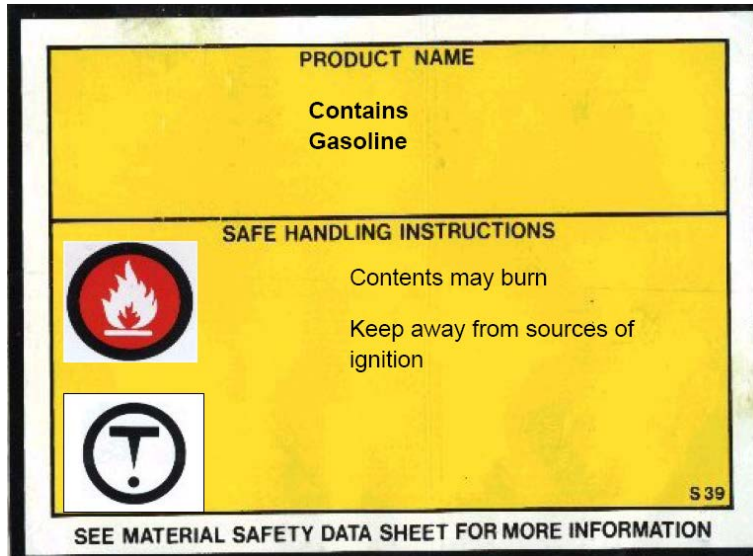 PRODUCT NAME
Contains
Gasoline
SAFE HANDLING INSTRUCTIONS
Contents may burn
Keep away from sources of
ignition
S 39
SEE MATERIAL SAFETY DATA SHEET FOR MORE INFORMATION